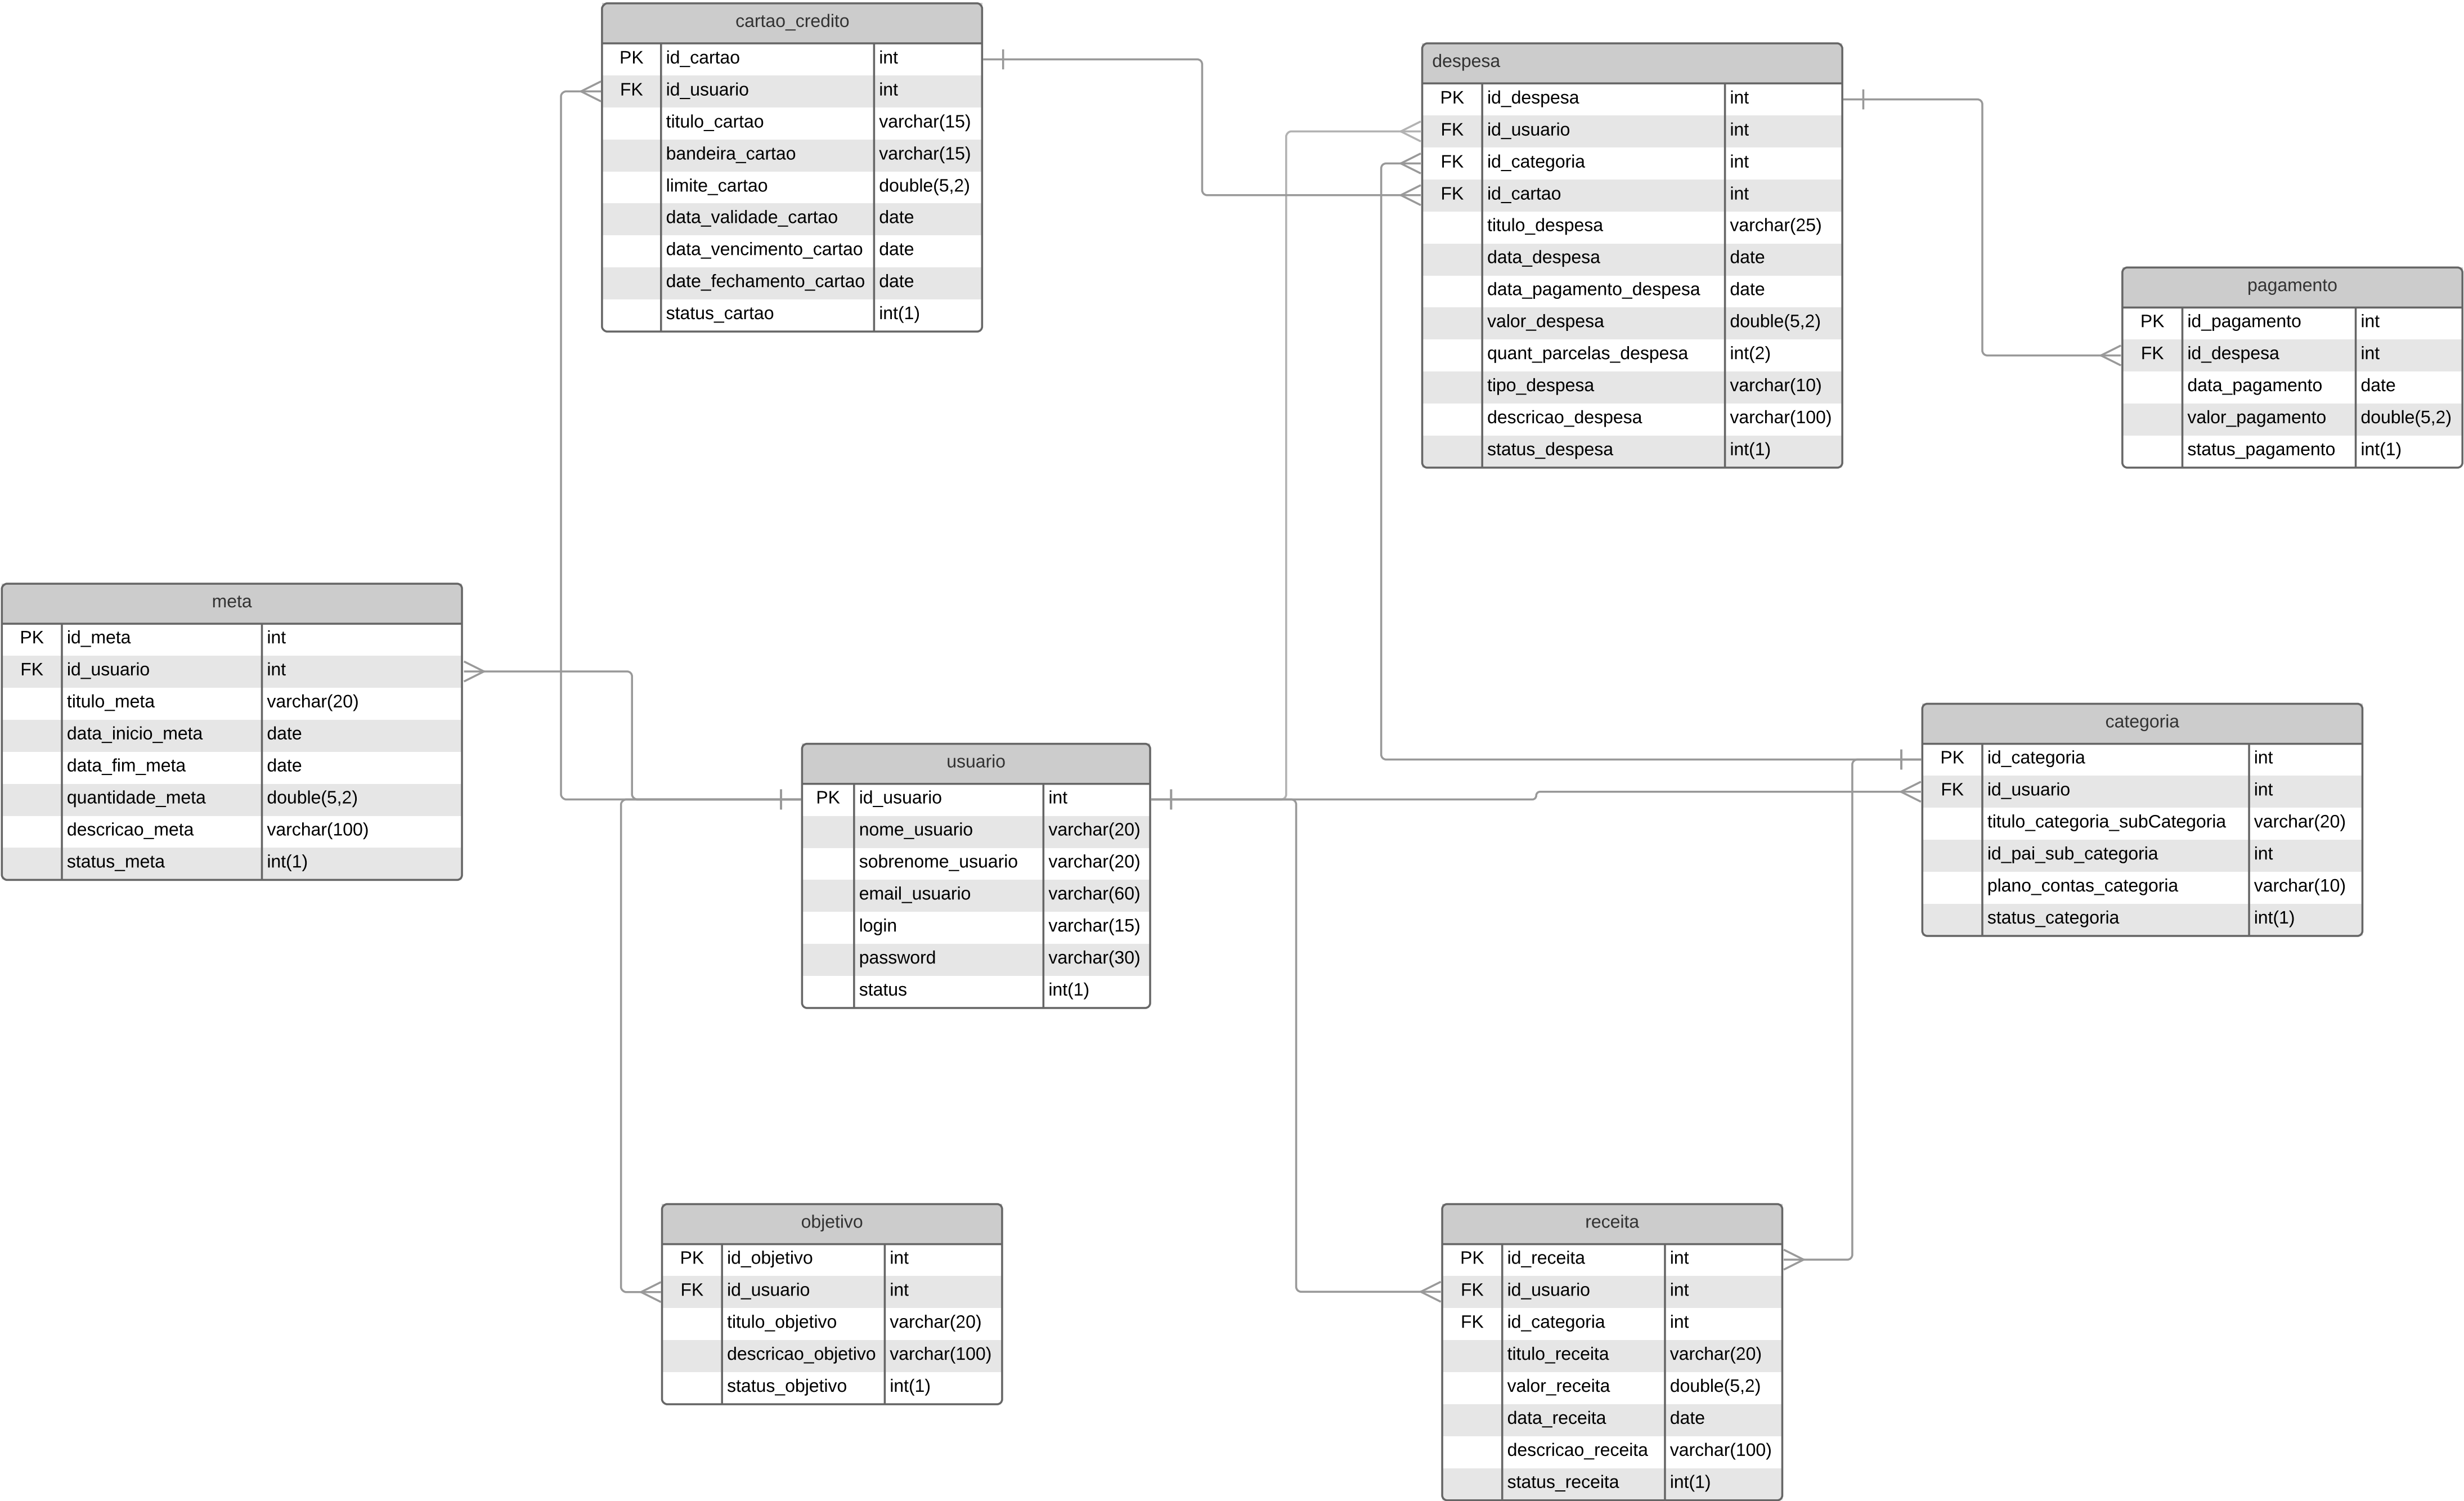 cartao_credito
PK id_cartao int
FK id_usuario int
titulo_cartao varchar(15)
bandeira_cartao varchar(15)
limite_cartao double(5,2)
data_validade_cartao date
data_vencimento_cartao date
date_fechamento_cartao date
status_cartao int(1)
despesa
PK id_despesa int
FK id_usuario int
FK id_categoria int
FK id_cartao int
titulo_despesa varchar(25)
data_despesa date
data_pagamento_despesa date
valor_despesa double(5,2)
quant_parcelas_despesa int(2)
tipo_despesa varchar(10)
descricao_despesa varchar(100)
status_despesa int(1)
pagamento
PK id_pagamento int
FK id_despesa int
data_pagamento date
valor_pagamento double(5,2)
status_pagamento int(1)
meta
PK id_meta int
FK id_usuario int
titulo_meta varchar(20)
data_inicio_meta date
data_fim_meta date
quantidade_meta double(5,2)
descricao_meta varchar(100)
status_meta int(1)
usuario
PK id_usuario int
nome_usuario varchar(20)
sobrenome_usuario varchar(20)
email_usuario varchar(60)
login varchar(15)
password varchar(30)
status int(1)
categoria
PK id_categoria int
FK id_usuario int
titulo_categoria_subCategoria varchar(20)
id_pai_sub_categoria int
plano_contas_categoria varchar(10)
status_categoria int(1)
objetivo
PK id_objetivo int
FK id_usuario int
titulo_objetivo varchar(20)
descricao_objetivo varchar(100)
status_objetivo int(1)
receita
PK id_receita int
FK id_usuario int
FK id_categoria int
titulo_receita varchar(20)
valor_receita double(5,2)
data_receita date
descricao_receita varchar(100)
status_receita int(1)